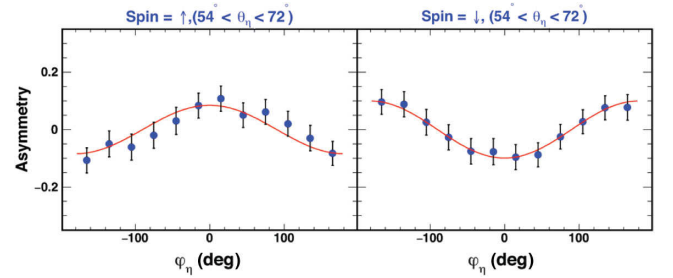 Spin = ↑,(54° < θη < 72°)
Spin = ↓, (54° < θη < 72°)
Asymmetry
0.2
0
−0.2
−100 0 100
−100 0 100
φη (deg)
φη (deg)